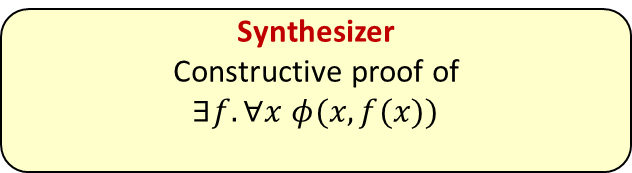 Synthesizer
Constructive proof of
∃𝑓. ∀𝑥 𝜙(𝑥, 𝑓(𝑥))